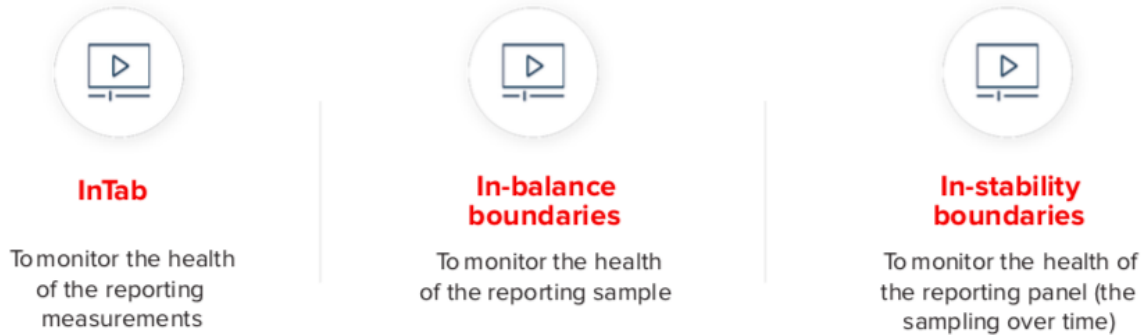 InTab
To monitor the health
of the reporting
measurements
In-balance
boundaries
To monitor the health
of the reporting sample
In-stability
boundaries
To monitor the health of
the reporting panel (the
sampling over time)